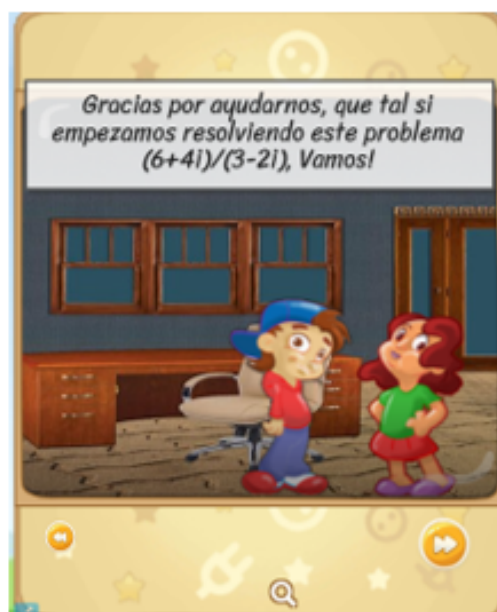 Gracias por ayudarnos, que tal si
empezamos resolviendo este problema
(6+4i)/(3-2i), Vamos!